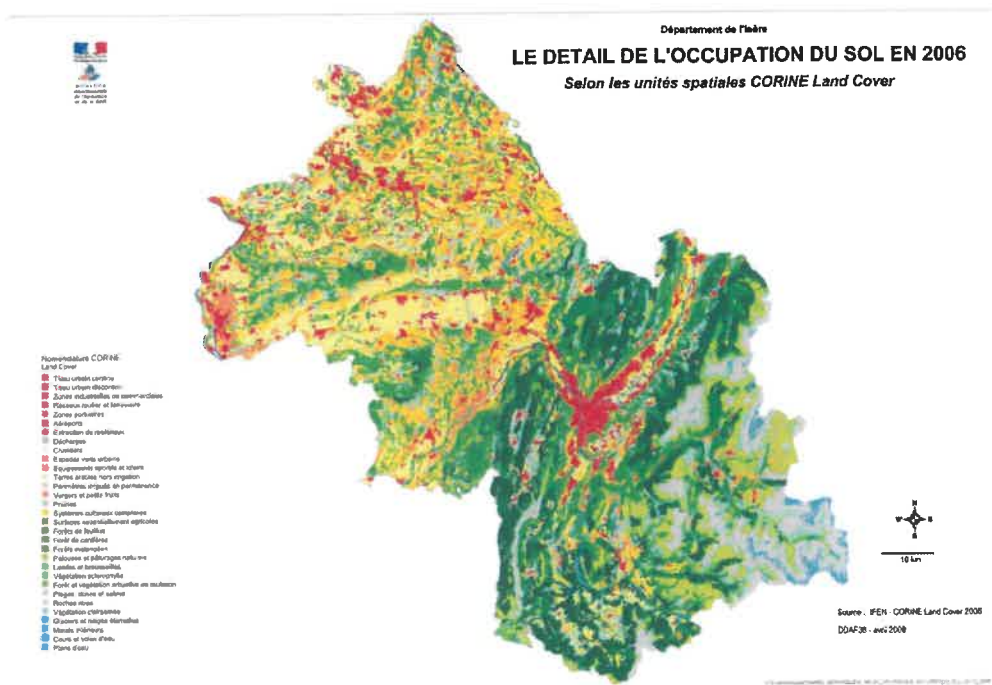 Département de l'Isère
LE DETAIL DE L'OCCUPATION DU SOL EN 2006
Selon les unités spatiales CORINE Land Cover
Nomenclature CORINE
Land Cover
Tissu urbain continu
Tissu urbain discontinu
Zones industrielles ou commerciales
Réseaux routier et ferroviaire
Zones portuaires
Aéroports
Extraction de matériaux
Décharges
Chantiers
Espaces verts urbains
Equipements sportifs et loisirs
Terres arables hors irrigation
Périmètres irrigués en permanence
Vergers et petits fruits
Prairies
Systèmes culturaux complexes
Surfaces essentiellement agricoles
Forêts de feuillus
Forêt de conifères
Forêts mélangées
Pelouses et pâturages naturels
Landes et broussailles
Végétation sclérophylle
Forêt et végétation arbustive en mutation
Plages, dunes et sables
Roches nues
Végétation clairsemée
Glaciers et neiges éternelles
Marais intérieurs
Cours et voies d'eau
Plans d'eau
N
W
E
S
10 km
Source : IFEN - CORINE Land Cover 2006
DDAF38 - avril 2009